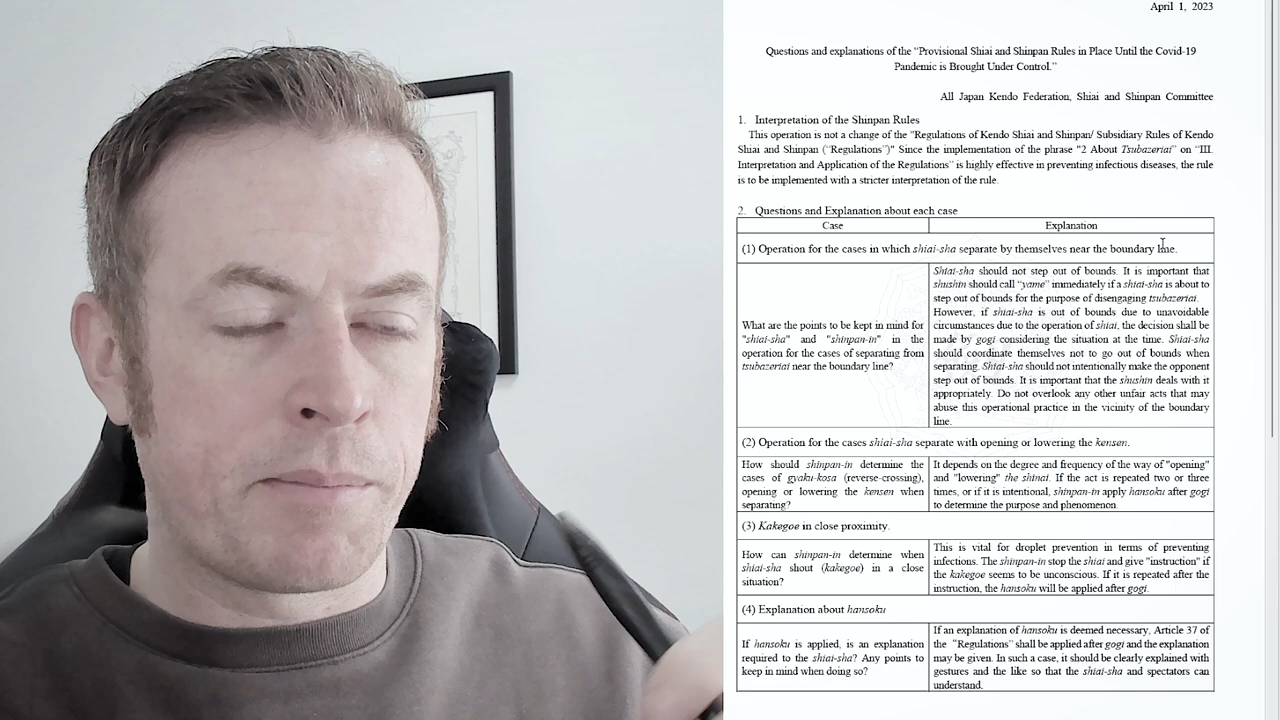 April 1, 2023
Questions and explanations of the "Provisional Shiai and Shinpan Rules in Place Until the Covid-19
Pandemic is Brought Under Control."
All Japan Kendo Federation, Shiai and Shinpan Committee
1. Interpretation of the Shinpan Rules
This operation is not a change of the "Regulations of Kendo Shiai and Shinpan/ Subsidiary Rules of Kendo
Shiai and Shinpan ("Regulations")" Since the implementation of the phrase "2 About Tsubazeriai" on "III.
Interpretation and Application of the Regulations" is highly effective in preventing infectious diseases, the rule
is to be implemented with a stricter interpretation of the rule.
2. Questions and Explanation about each case
Case
Explanation
(1) Operation for the cases in which shiai-sha separate by themselves near the boundary line.
What are the points to be kept in mind for
"shiai-sha" and "shinpan-in" in the
operation for the cases of separating from
tsubazeriai near the boundary line?
Shiai-sha should not step out of bounds. It is important that
shushin should call "yame" immediately if a shiai-sha is about to
step out of bounds for the purpose of disengaging tsubazeriai.
However, if shiai-sha is out of bounds due to unavoidable
circumstances due to the operation of shiai, the decision shall be
made by gogi considering the situation at the time. Shiai-sha
should coordinate themselves not to go out of bounds when
separating. Shiai-sha should not intentionally make the opponent
step out of bounds. It is important that the shushin deals with it
appropriately. Do not overlook any other unfair acts that may
abuse this operational practice in the vicinity of the boundary
line.
(2) Operation for the cases shiai-sha separate with opening or lowering the kensen.
How should shinpan-in determine the
cases of gyaku-kosa (reverse-crossing),
opening or lowering the kensen when
separating?
It depends on the degree and frequency of the way of "opening"
and "lowering" the shinai. If the act is repeated two or three
times, or if it is intentional, shinpan-in apply hansoku after gogi
to determine the purpose and phenomenon.
(3) Kakegoe in close proximity.
How can shinpan-in determine when
shiai-sha shout (kakegoe) in a close
situation?
This is vital for droplet prevention in terms of preventing
infections. The shinpan-in stop the shiai and give "instruction" if
the kakegoe seems to be unconscious. If it is repeated after the
instruction, the hansoku will be applied after gogi.
(4) Explanation about hansoku
If hansoku is applied, is an explanation
required to the shiai-sha? Any points to
keep in mind when doing so?
If an explanation of hansoku is deemed necessary, Article 37 of
the "Regulations" shall be applied after gogi and the explanation
may be given. In such a case, it should be clearly explained with
gestures and the like so that the shiai-sha and spectators can
understand.